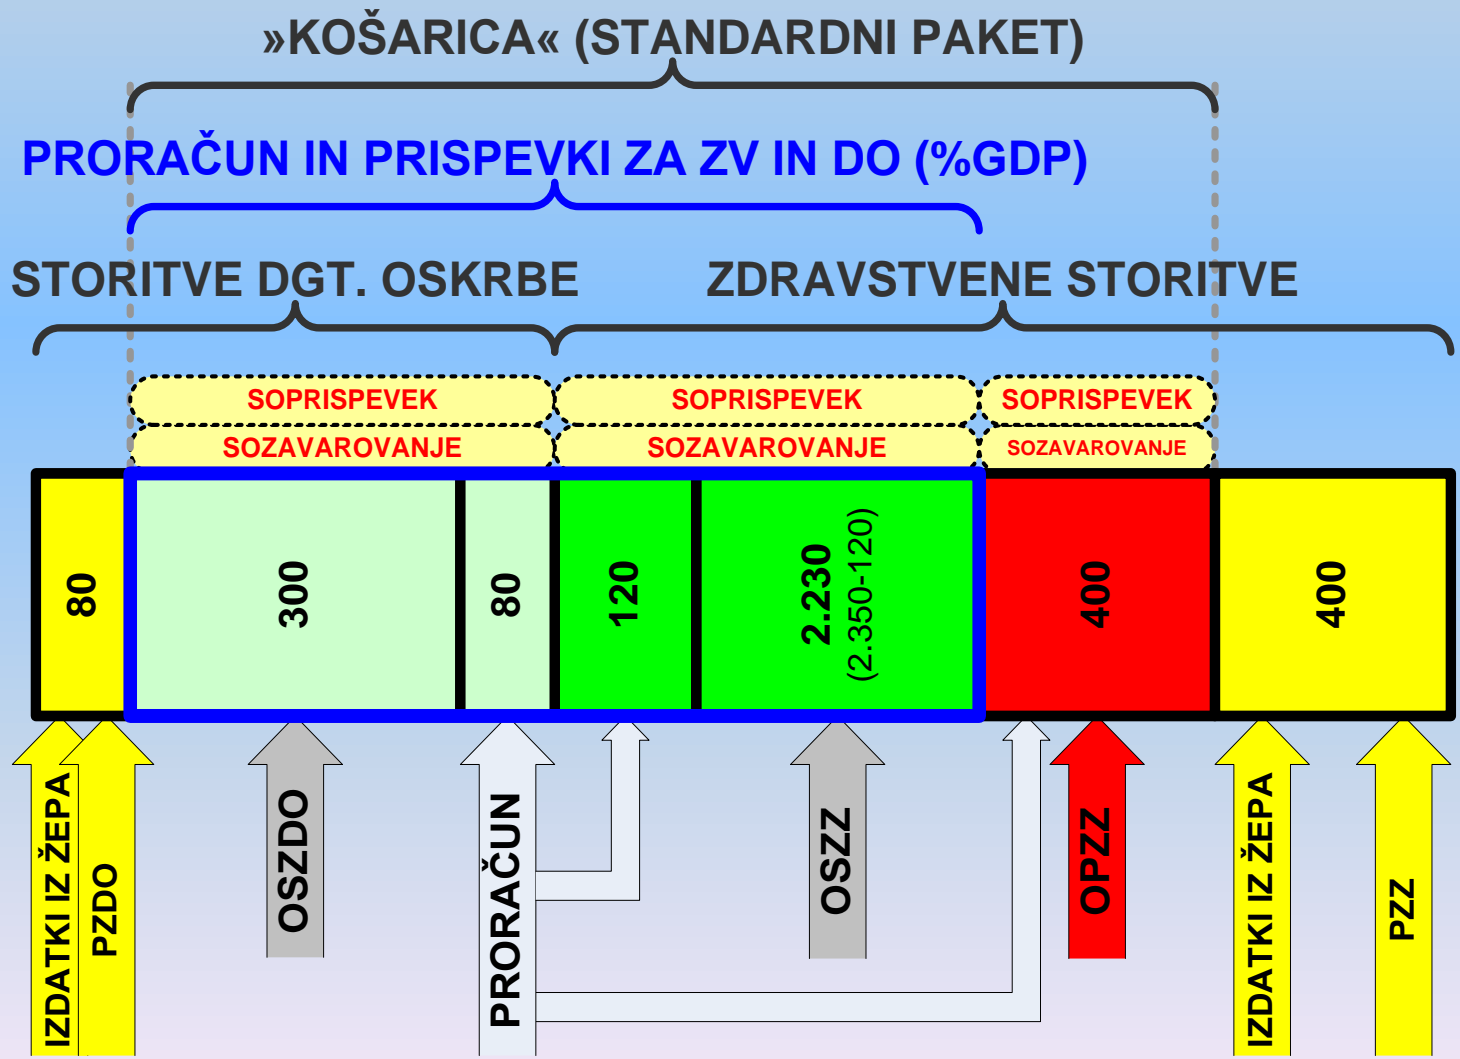 »KOŠARICA« (STANDARDNI PAKET)
PRORAČUN IN PRISPEVKI ZA ZV IN DO (%GDP)
STORITVE DGT. OSKRBE
ZDRAVSTVENE STORITVE
SOPRISPEVEK
SOPRISPEVEK
SOPRISPEVEK
SOZAVAROVANJE
SOZAVAROVANJE
SOZAVAROVANJE
80
300
80
120
2.230
(2.350-120)
400
400
IZDATKI IZ ŽEPA
PZDO
OSZDO
PRORAČUN
OSZZ
OPZZ
IZDATKI IZ ŽEPA
PZZ